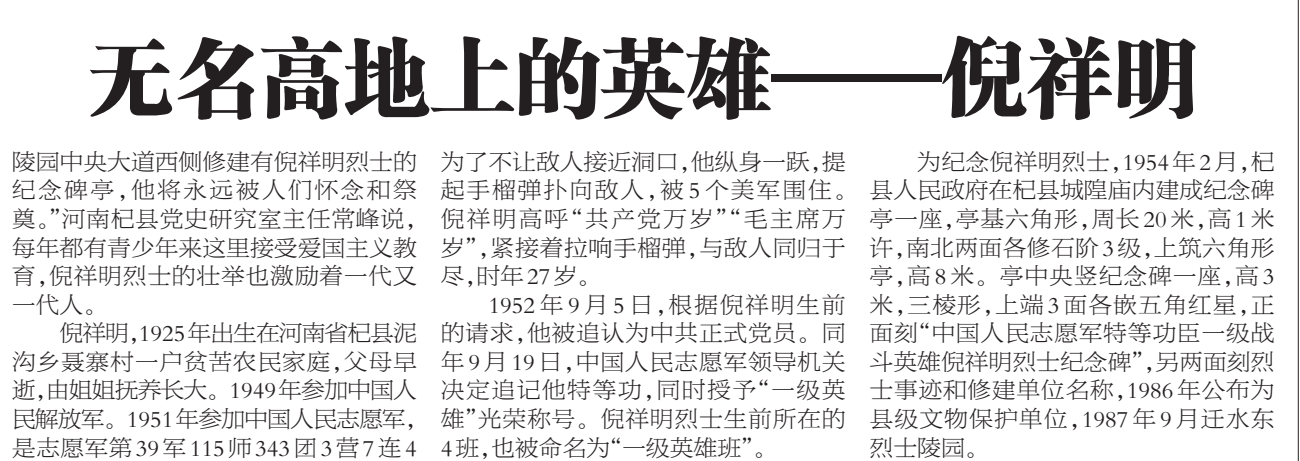 无名高地上的英雄——倪祥明
陵园中央大道西侧修建有倪祥明烈士的
纪念碑亭，他将永远被人们怀念和祭
奠。”河南杞县党史研究室主任常峰说，
每年都有青少年来这里接受爱国主义教
育，倪祥明烈士的壮举也激励着一代又
一代人。
倪祥明，1925年出生在河南省杞县泥
沟乡聂寨村一户贫苦农民家庭，父母早
逝，由姐姐抚养长大。1949年参加中国人
民解放军。1951年参加中国人民志愿军，
是志愿军第39军115师343团3营7连4
为了不让敌人接近洞口，他纵身一跃，提
起手榴弹扑向敌人，被5个美军围住。
倪祥明高呼“共产党万岁”“毛主席万
岁”，紧接着拉响手榴弹，与敌人同归于
尽，时年27岁。
1952年9月5日，根据倪祥明生前
的请求，他被追认为中共正式党员。同
年9月19日，中国人民志愿军领导机关
决定追记他特等功，同时授予“一级英
雄”光荣称号。倪祥明烈士生前所在的
4班，也被命名为“一级英雄班”。
为纪念倪祥明烈士，1954年2月，杞
县人民政府在杞县城隍庙内建成纪念碑
亭一座，亭基六角形，周长20米，高1米
许，南北两面各修石阶3级，上筑六角形
亭，高8米。亭中央竖纪念碑一座，高3
米，三棱形，上端3面各嵌五角红星，正
面刻“中国人民志愿军特等功臣一级战
斗英雄倪祥明烈士纪念碑”，另两面刻烈
士事迹和修建单位名称，1986年公布为
县级文物保护单位，1987年9月迁水东
烈士陵园。